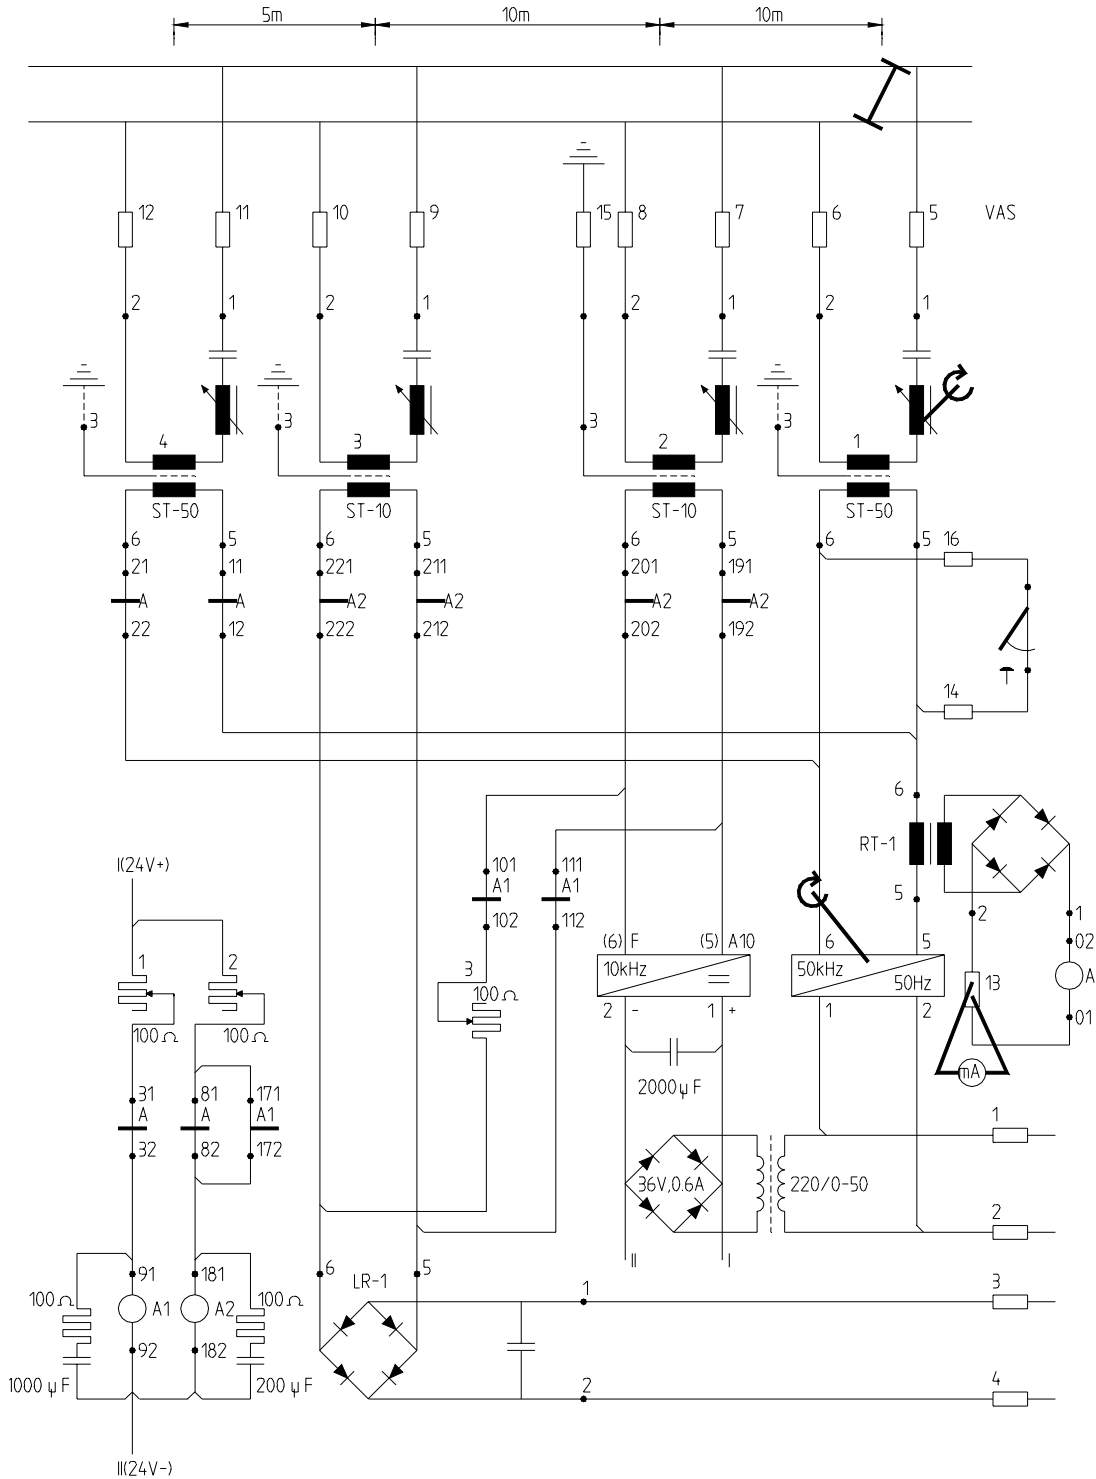 5m 10m 10m
12 11 10 9 15 8 7 6 5 VAS
2 1 2 1 2 1 2 1
3 3 3 3
4 3 2 1
ST-50 ST-10 ST-10 ST-50
6 5 6 5 6 5 6 5 16
21 11 221 211 201 191
A A A2 A2 A2 A2
22 12 222 212 202 192
14
6
RT-1
I(24V+) 101 111
A1 A1 5
102 112 2 1
(6) F (5) A10 6 5 02
1 2 3 10kHz 50kHz A
100Ω 50Hz 13
2 - 1 + 1 2 01
100Ω 100Ω
mA
2000μF
31 81 171 1
A A A1
32 82 172
36V,0.6A 220/0-50
2
II I
91 181 6 5
LR-1 1 3
100Ω A1 A2 100Ω
92 182
1000μF 200μF 2 4
II(24V-)